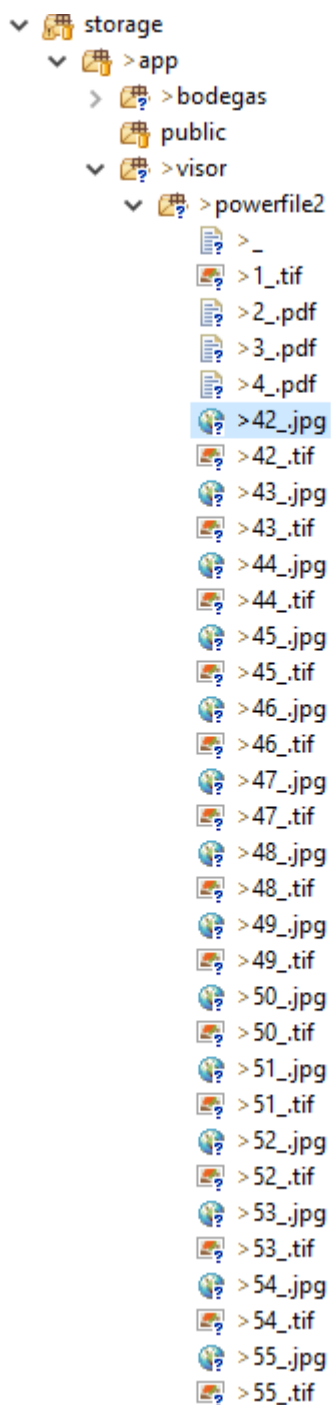 storage
> app
> bodegas
public
> visor
> powerfile2
> _
> 1_.tif
> 2_.pdf
> 3_.pdf
> 4_.pdf
> 42_.jpg
> 42_.tif
> 43_.jpg
> 43_.tif
> 44_.jpg
> 44_.tif
> 45_.jpg
> 45_.tif
> 46_.jpg
> 46_.tif
> 47_.jpg
> 47_.tif
> 48_.jpg
> 48_.tif
> 49_.jpg
> 49_.tif
> 50_.jpg
> 50_.tif
> 51_.jpg
> 51_.tif
> 52_.jpg
> 52_.tif
> 53_.jpg
> 53_.tif
> 54_.jpg
> 54_.tif
> 55_.jpg
> 55_.tif